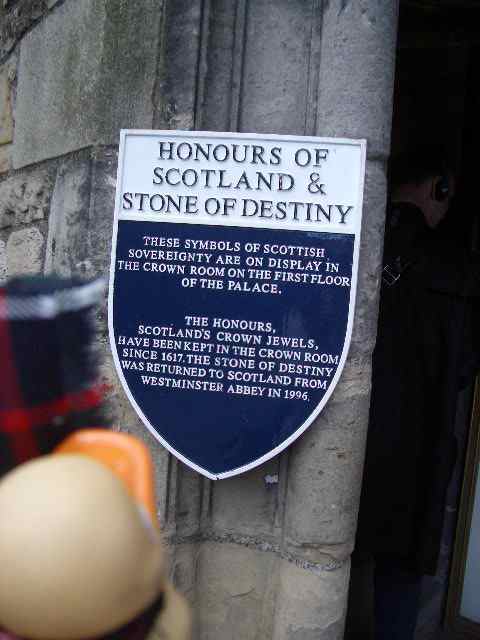 HONOURS OF
SCOTLAND &
STONE OF DESTINY
THESE SYMBOLS OF SCOTTISH
SOVEREIGNTY ARE ON DISPLAY IN
THE CROWN ROOM ON THE FIRST FLOOR
OF THE PALACE.
THE HONOURS,
SCOTLAND'S CROWN JEWELS,
HAVE BEEN KEPT IN THE CROWN ROOM
SINCE 1617. THE STONE OF DESTINY
WAS RETURNED TO SCOTLAND FROM
WESTMINSTER ABBEY IN 1996.